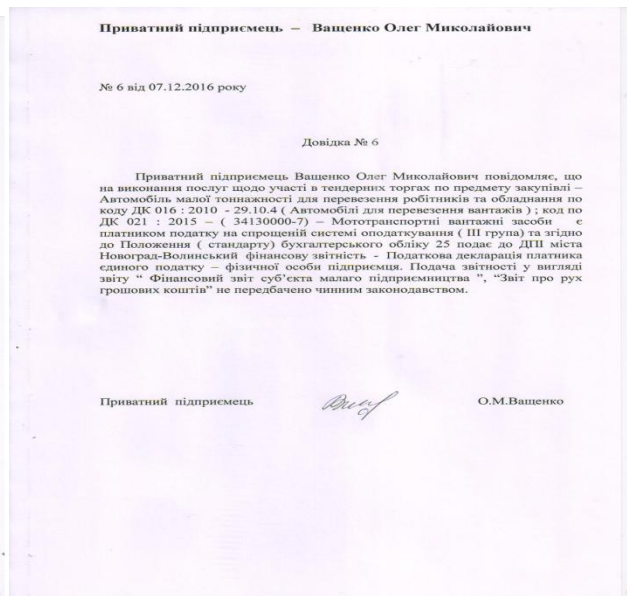 Приватний підприємець – Ващенко Олег Миколайович
№ 6 від 07.12.2016 року
Довідка № 6
Приватний підприємець Ващенко Олег Миколайович повідомляє, що
на виконання послуг щодо участі в тендерних торгах по предмету закупівлі –
Автомобіль малої тоннажності для перевезення робітників та обладнання по
коду ДК 016 : 2010 - 29.10.4 ( Автомобілі для перевезення вантажів ) ; код по
ДК 021 : 2015 – ( 34130000-7) – Мототранспортні вантажні засоби є
платником податку на спрощеній системі оподаткування ( ІІІ група) та згідно
до Положення ( стандарту) бухгалтерського обліку 25 подає до ДПІ міста
Новоград-Волинський фінансову звітність - Податкова декларація платника
єдиного податку – фізичної особи підприємця. Подача звітності у вигляді
звіту “ Фінансовий звіт суб’єкта малого підприємництва ”, “Звіт про рух
грошових коштів” не передбачено чинним законодавством.
Приватний підприємець О.М.Ващенко